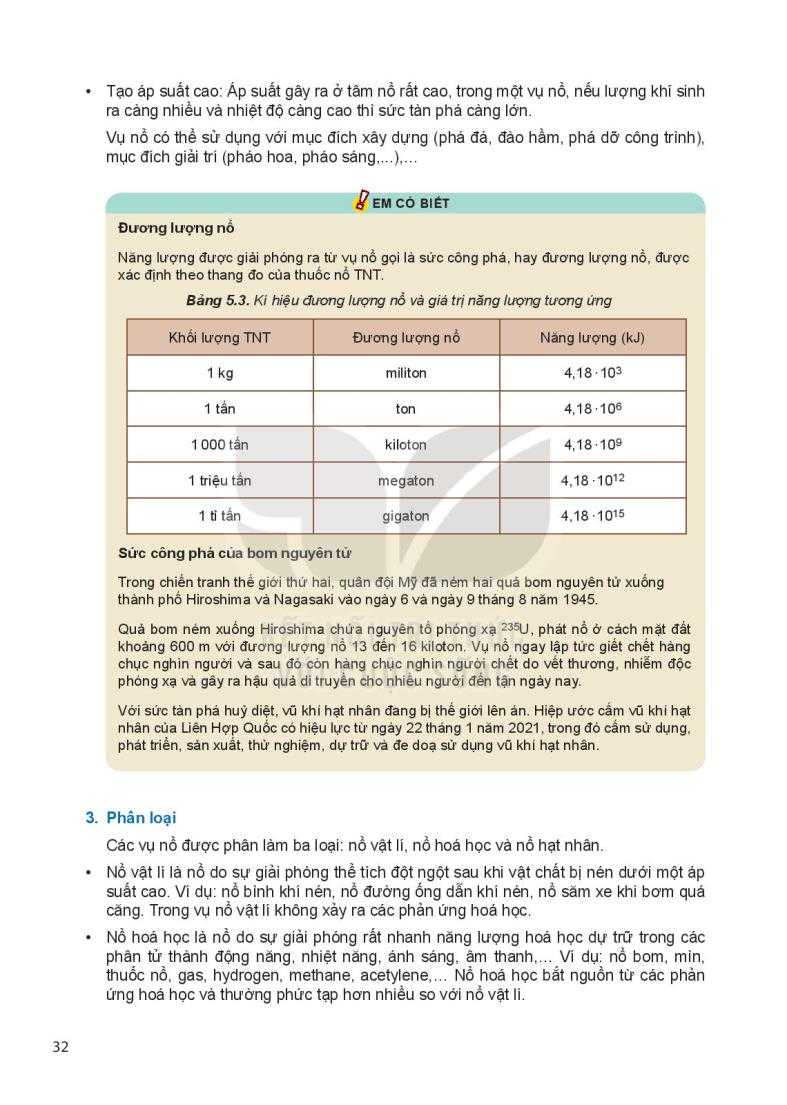 • Tạo áp suất cao: Áp suất gây ra ở tâm nổ rất cao, trong một vụ nổ, nếu lượng khí sinh
ra càng nhiều và nhiệt độ càng cao thì sức tàn phá càng lớn.
Vụ nổ có thể sử dụng với mục đích xây dựng (phá đá, đào hầm, phá dỡ công trình),
mục đích giải trí (pháo hoa, pháo sáng,...),...
EM CÓ BIẾT
Đương lượng nổ
Năng lượng được giải phóng ra từ vụ nổ gọi là sức công phá, hay đương lượng nổ, được
xác định theo thang đo của thuốc nổ TNT.
Bảng 5.3. Kí hiệu đương lượng nổ và giá trị năng lượng tương ứng
Khối lượng TNT Đương lượng nổ Năng lượng (kJ)
1 kg militon 4,18 · 10³
1 tấn ton 4,18 · 10⁶
1 000 tấn kiloton 4,18 · 10⁹
1 triệu tấn megaton 4,18 · 10¹²
1 tỉ tấn gigaton 4,18 · 10¹⁵
Sức công phá của bom nguyên tử
Trong chiến tranh thế giới thứ hai, quân đội Mỹ đã ném hai quả bom nguyên tử xuống
thành phố Hiroshima và Nagasaki vào ngày 6 và ngày 9 tháng 8 năm 1945.
Quả bom ném xuống Hiroshima chứa nguyên tố phóng xạ ²³⁵U, phát nổ ở cách mặt đất
khoảng 600 m với đương lượng nổ 13 đến 16 kiloton. Vụ nổ ngay lập tức giết chết hàng
chục nghìn người và sau đó còn hàng chục nghìn người chết do vết thương, nhiễm độc
phóng xạ và gây ra hậu quả di truyền cho nhiều người đến tận ngày nay.
Với sức tàn phá huỷ diệt, vũ khí hạt nhân đang bị thế giới lên án. Hiệp ước cấm vũ khí hạt
nhân của Liên Hợp Quốc có hiệu lực từ ngày 22 tháng 1 năm 2021, trong đó cấm sử dụng,
phát triển, sản xuất, thử nghiệm, dự trữ và đe doạ sử dụng vũ khí hạt nhân.
KẾT NỐI TRI THỨC
VỚI CUỘC SỐNG
3. Phân loại
Các vụ nổ được phân làm ba loại: nổ vật lí, nổ hoá học và nổ hạt nhân.
• Nổ vật lí là nổ do sự giải phóng thể tích đột ngột sau khi vật chất bị nén dưới một áp
suất cao. Ví dụ: nổ bình khí nén, nổ đường ống dẫn khí nén, nổ săm xe khi bơm quá
căng. Trong vụ nổ vật lí không xảy ra các phản ứng hoá học.
• Nổ hoá học là nổ do sự giải phóng rất nhanh năng lượng hoá học dự trữ trong các
phân tử thành động năng, nhiệt năng, ánh sáng, âm thanh,... Ví dụ: nổ bom, mìn,
thuốc nổ, gas, hydrogen, methane, acetylene,... Nổ hoá học bắt nguồn từ các phản
ứng hoá học và thường phức tạp hơn nhiều so với nổ vật lí.
32